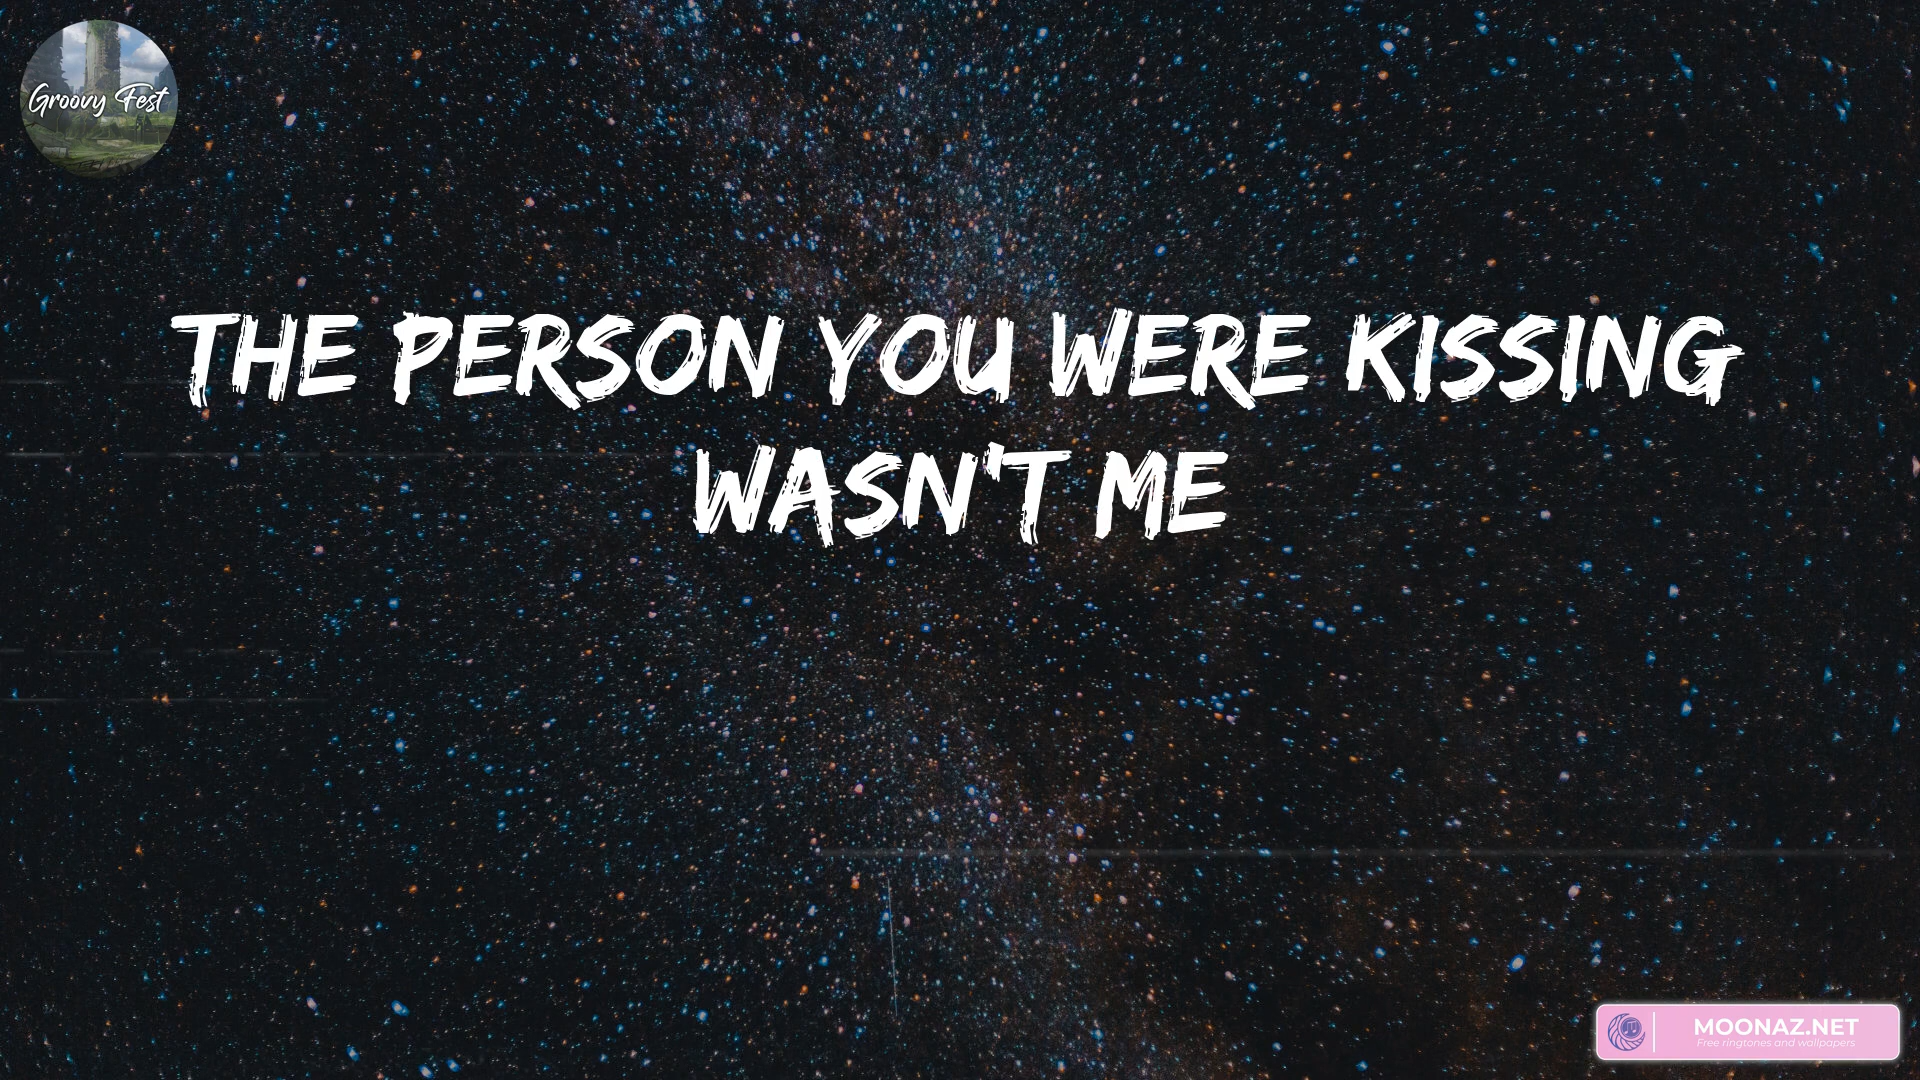 Groovy Fest
THE PERSON YOU WERE KISSING
WASN'T ME
MOONAZ.NET
Free ringtones and wallpapers